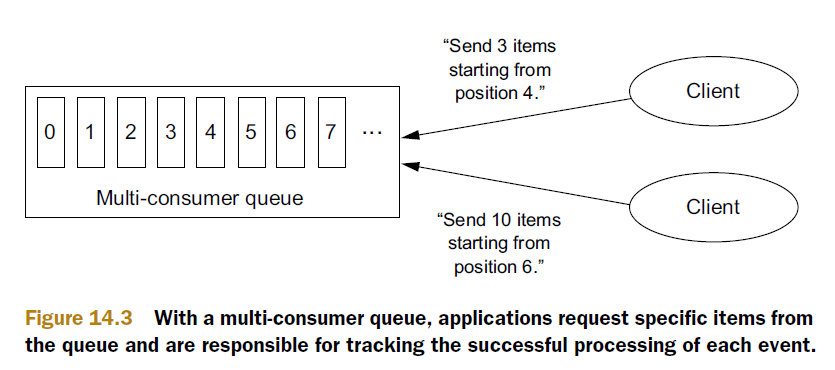 “Send 3 items
starting from
position 4.”
Client
0 1 2 3 4 5 6 7 ...
Multi-consumer queue
Client
“Send 10 items
starting from
position 6.”
Figure 14.3 With a multi-consumer queue, applications request specific items from
the queue and are responsible for tracking the successful processing of each event.